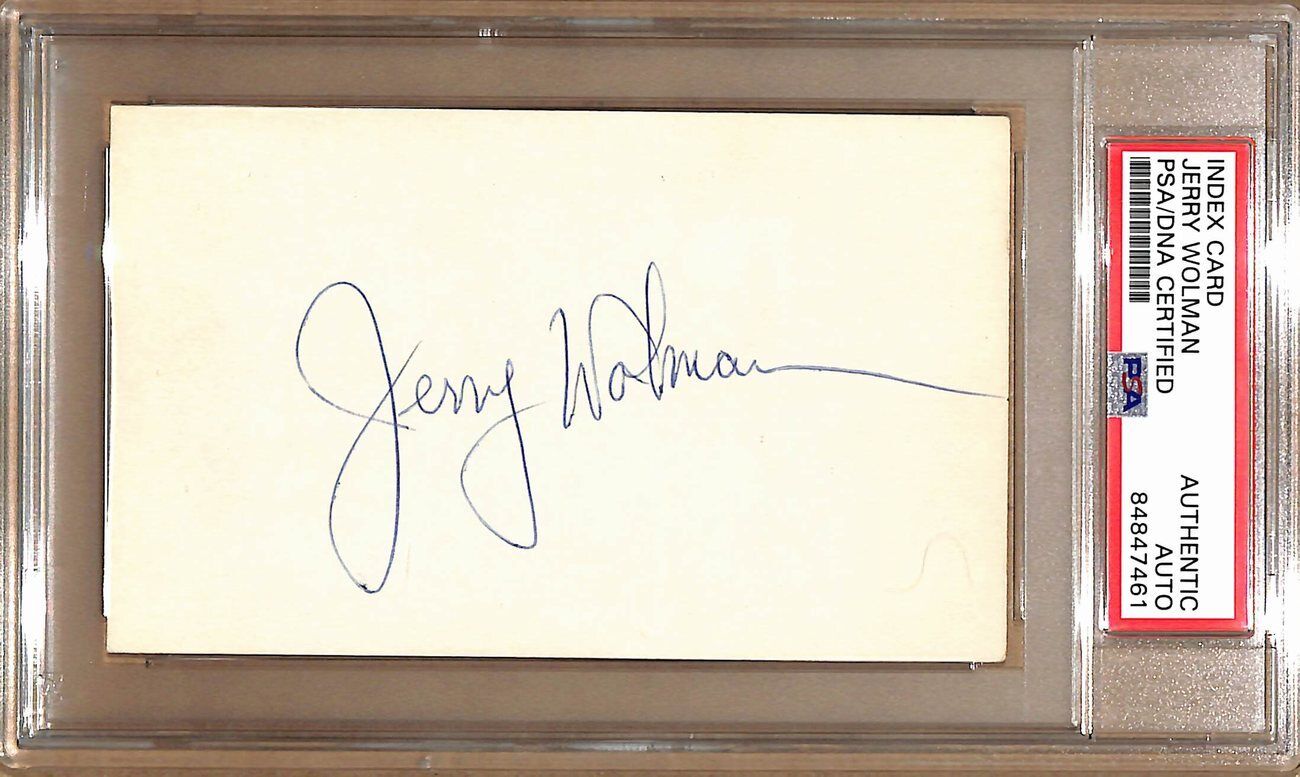 Jerry Wolman
INDEX CARD
JERRY WOLMAN
PSA/DNA CERTIFIED
AUTHENTIC
AUTO
84847461
PSA